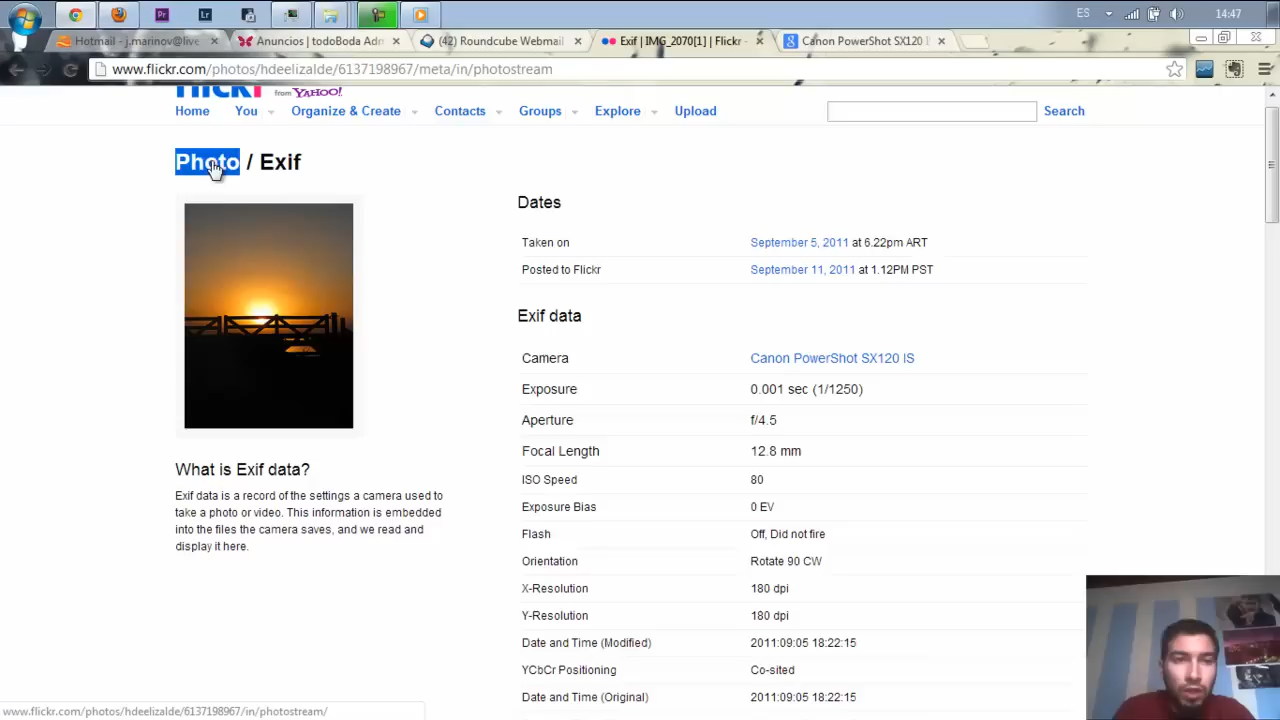 ES 14:47
Hotmail - j.marinov@live
Anuncios | todoBoda Adn
(42) Roundcube Webmail
Exif | IMG_2070[1] | Flickr -
Canon PowerShot SX120 I
www.flickr.com/photos/hdeelizalde/6137198967/meta/in/photostream
flickr from YAHOO!
Home You Organize & Create Contacts Groups Explore Upload Search
Photo / Exif
Dates
Taken on September 5, 2011 at 6.22pm ART
Posted to Flickr September 11, 2011 at 1.12PM PST
Exif data
Camera Canon PowerShot SX120 IS
Exposure 0.001 sec (1/1250)
Aperture f/4.5
Focal Length 12.8 mm
ISO Speed 80
Exposure Bias 0 EV
Flash Off, Did not fire
Orientation Rotate 90 CW
X-Resolution 180 dpi
Y-Resolution 180 dpi
Date and Time (Modified) 2011:09:05 18:22:15
YCbCr Positioning Co-sited
Date and Time (Original) 2011:09:05 18:22:15
What is Exif data?
Exif data is a record of the settings a camera used to
take a photo or video. This information is embedded
into the files the camera saves, and we read and
display it here.
www.flickr.com/photos/hdeelizalde/6137198967/in/photostream/
Pr
Lr